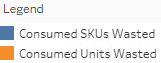 Legend
Consumed SKUs Wasted
Consumed Units Wasted